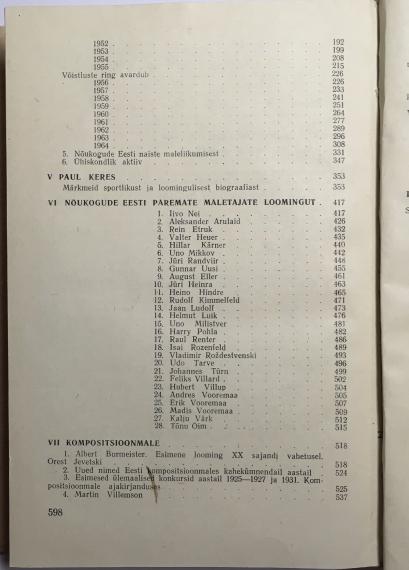 1952 . 192
1953 . 199
1954 . 208
1955 . 215
Võistluste ring avardub . 226
1956 . 226
1957 . 233
1958 . 241
1959 . 251
1960 . 264
1961 . 277
1962 . 289
1963 . 296
1964 . 308
5. Nõukogude Eesti naiste maleliikumisest . 331
6. Ühiskondlik aktiiv . 347
V PAUL KERES . 353
Märkmeid sportlikust ja loomingulisest biograafiast . 353
VI NÕUKOGUDE EESTI PAREMATE MALETAJATE LOOMINGUT . 417
1. Iivo Nei . 417
2. Aleksander Arulaid . 426
3. Rein Etruk . 432
4. Valter Heuer . 435
5. Hillar Kärner . 440
6. Uno Mikkov . 442
7. Jüri Randviir . 448
8. Gunnar Uusi . 455
9. August Eller . 461
10. Jüri Heinra . 463
11. Heino Hindre . 465
12. Rudolf Kimmelfeld . 471
13. Jaan Ludolf . 473
14. Helmut Luik . 476
15. Uno Milistver . 481
16. Harry Pohla . 482
17. Raul Renter . 486
18. Isai Rozenfeld . 489
19. Vladimir Roždestvenski . 493
20. Udo Tarve . 496
21. Johannes Türn . 499
22. Feliks Villard . 502
23. Hubert Villup . 504
24. Andres Vooremaa . 505
25. Erik Vooremaa . 507
26. Madis Vooremaa . 509
27. Kalju Värk . 512
28. Tõnu Õim . 515
VII KOMPOSITSIOONMALE . 518
1. Albert Burmeister. Esimene looming XX sajandi vahetusel.
Orest Jevetski . 518
2. Uued nimed Eesti kompositsioonmales kahekümnendail aastail . 524
3. Esimesed ülemaalised konkursid aastail 1925—1927 ja 1931. Kom-
positsioonmale ajakirjanduses . 525
4. Martin Villemson . 537
598